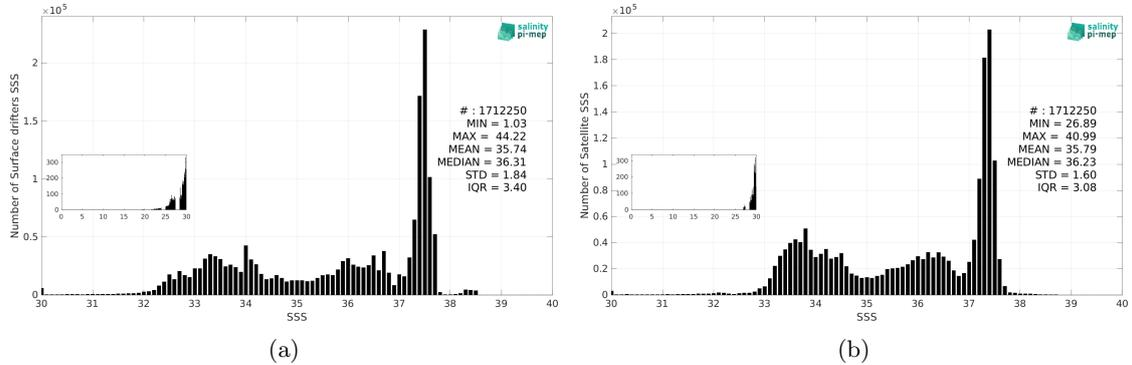 ×10⁵
salinity
pi-mep
Number of Surface drifters SSS
2
1.5
1
0.5
0
# : 1712250
MIN = 1.03
MAX = 44.22
MEAN = 35.74
MEDIAN = 36.31
STD = 1.84
IQR = 3.40
300
200
100
0
0 5 10 15 20 25 30
30 31 32 33 34 35 36 37 38 39 40
SSS
(a)
×10⁵
salinity
pi-mep
Number of Satellite SSS
2
1.8
1.6
1.4
1.2
1
0.8
0.6
0.4
0.2
0
# : 1712250
MIN = 26.89
MAX = 40.99
MEAN = 35.79
MEDIAN = 36.23
STD = 1.60
IQR = 3.08
300
200
100
0
0 5 10 15 20 25 30
30 31 32 33 34 35 36 37 38 39 40
SSS
(b)